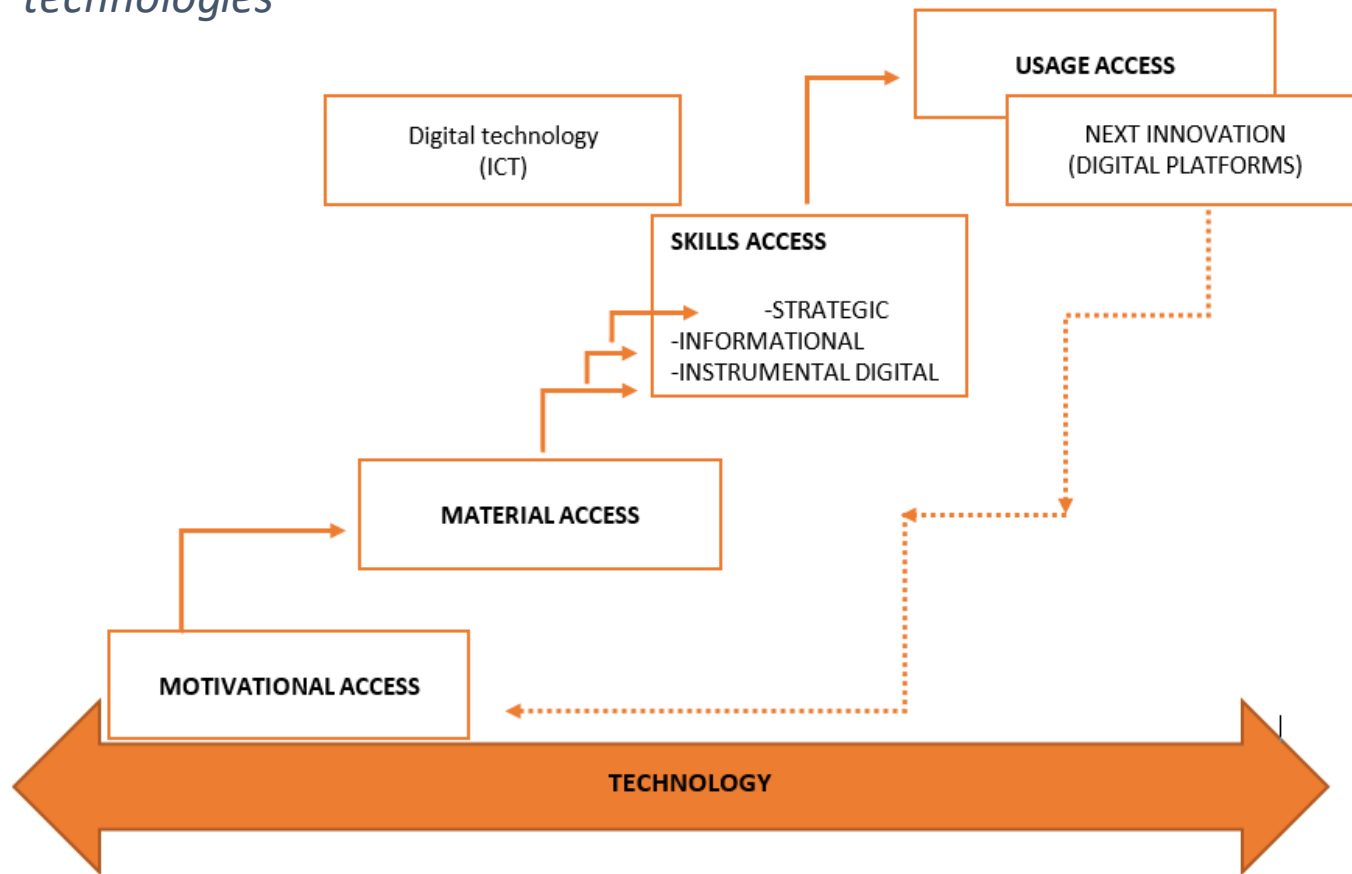 technologies
USAGE ACCESS
Digital technology
(ICT)
NEXT INNOVATION
(DIGITAL PLATFORMS)
SKILLS ACCESS
-STRATEGIC
-INFORMATIONAL
-INSTRUMENTAL DIGITAL
MATERIAL ACCESS
MOTIVATIONAL ACCESS
TECHNOLOGY